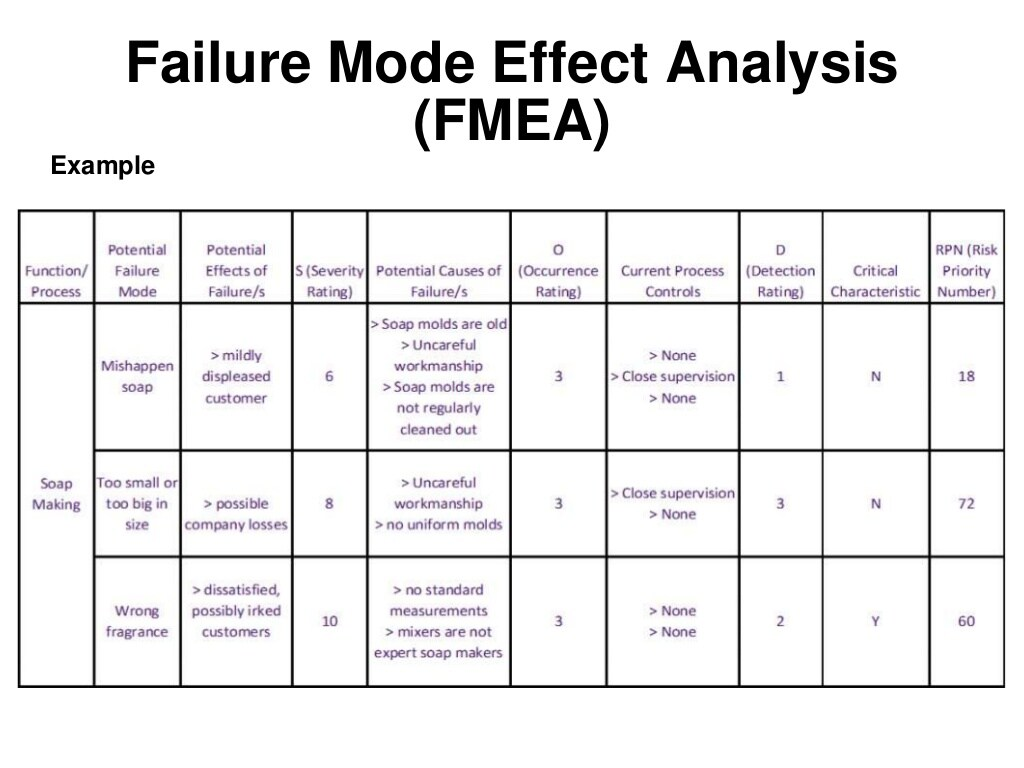 Failure Mode Effect Analysis
(FMEA)
Example
Function/
Process
Potential
Failure
Mode
Potential
Effects of
Failure/s
S (Severity
Rating)
Potential Causes of
Failure/s
O
(Occurrence
Rating)
Current Process
Controls
D
(Detection
Rating)
Critical
Characteristic
RPN (Risk
Priority
Number)
Soap
Making
Mishappen
soap
> mildly
displeased
customer
6
> Soap molds are old
> Uncareful
workmanship
> Soap molds are
not regularly
cleaned out
3
> None
> Close supervision
> None
1
N
18
Too small or
too big in
size
> possible
company losses
8
> Uncareful
workmanship
> no uniform molds
3
> Close supervision
> None
3
N
72
Wrong
fragrance
> dissatisfied,
possibly irked
customers
10
> no standard
measurements
> mixers are not
expert soap makers
3
> None
> None
2
Y
60